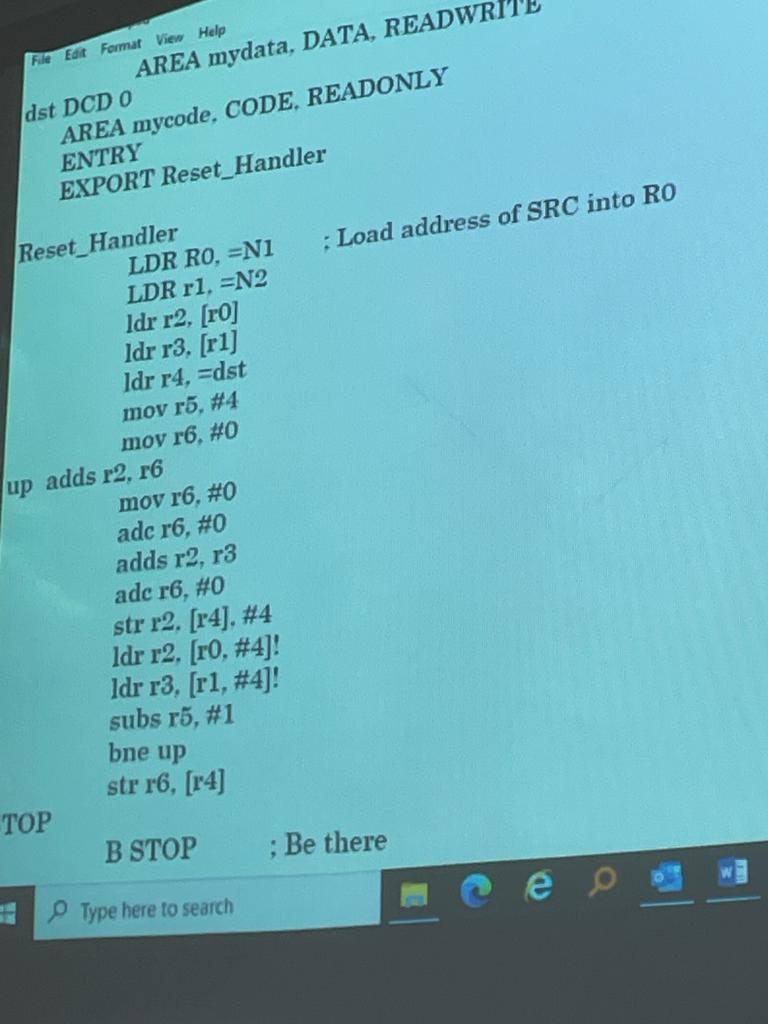 File Edit Format View Help
AREA mydata, DATA, READWRITE
dst DCD 0
AREA mycode, CODE, READONLY
ENTRY
EXPORT Reset_Handler
Reset_Handler
LDR R0, =N1 ; Load address of SRC into R0
LDR r1, =N2
ldr r2, [r0]
ldr r3, [r1]
ldr r4, =dst
mov r5, #4
mov r6, #0
up adds r2, r6
mov r6, #0
adc r6, #0
adds r2, r3
adc r6, #0
str r2, [r4], #4
ldr r2, [r0, #4]!
ldr r3, [r1, #4]!
subs r5, #1
bne up
str r6, [r4]
TOP
B STOP ; Be there
Type here to search